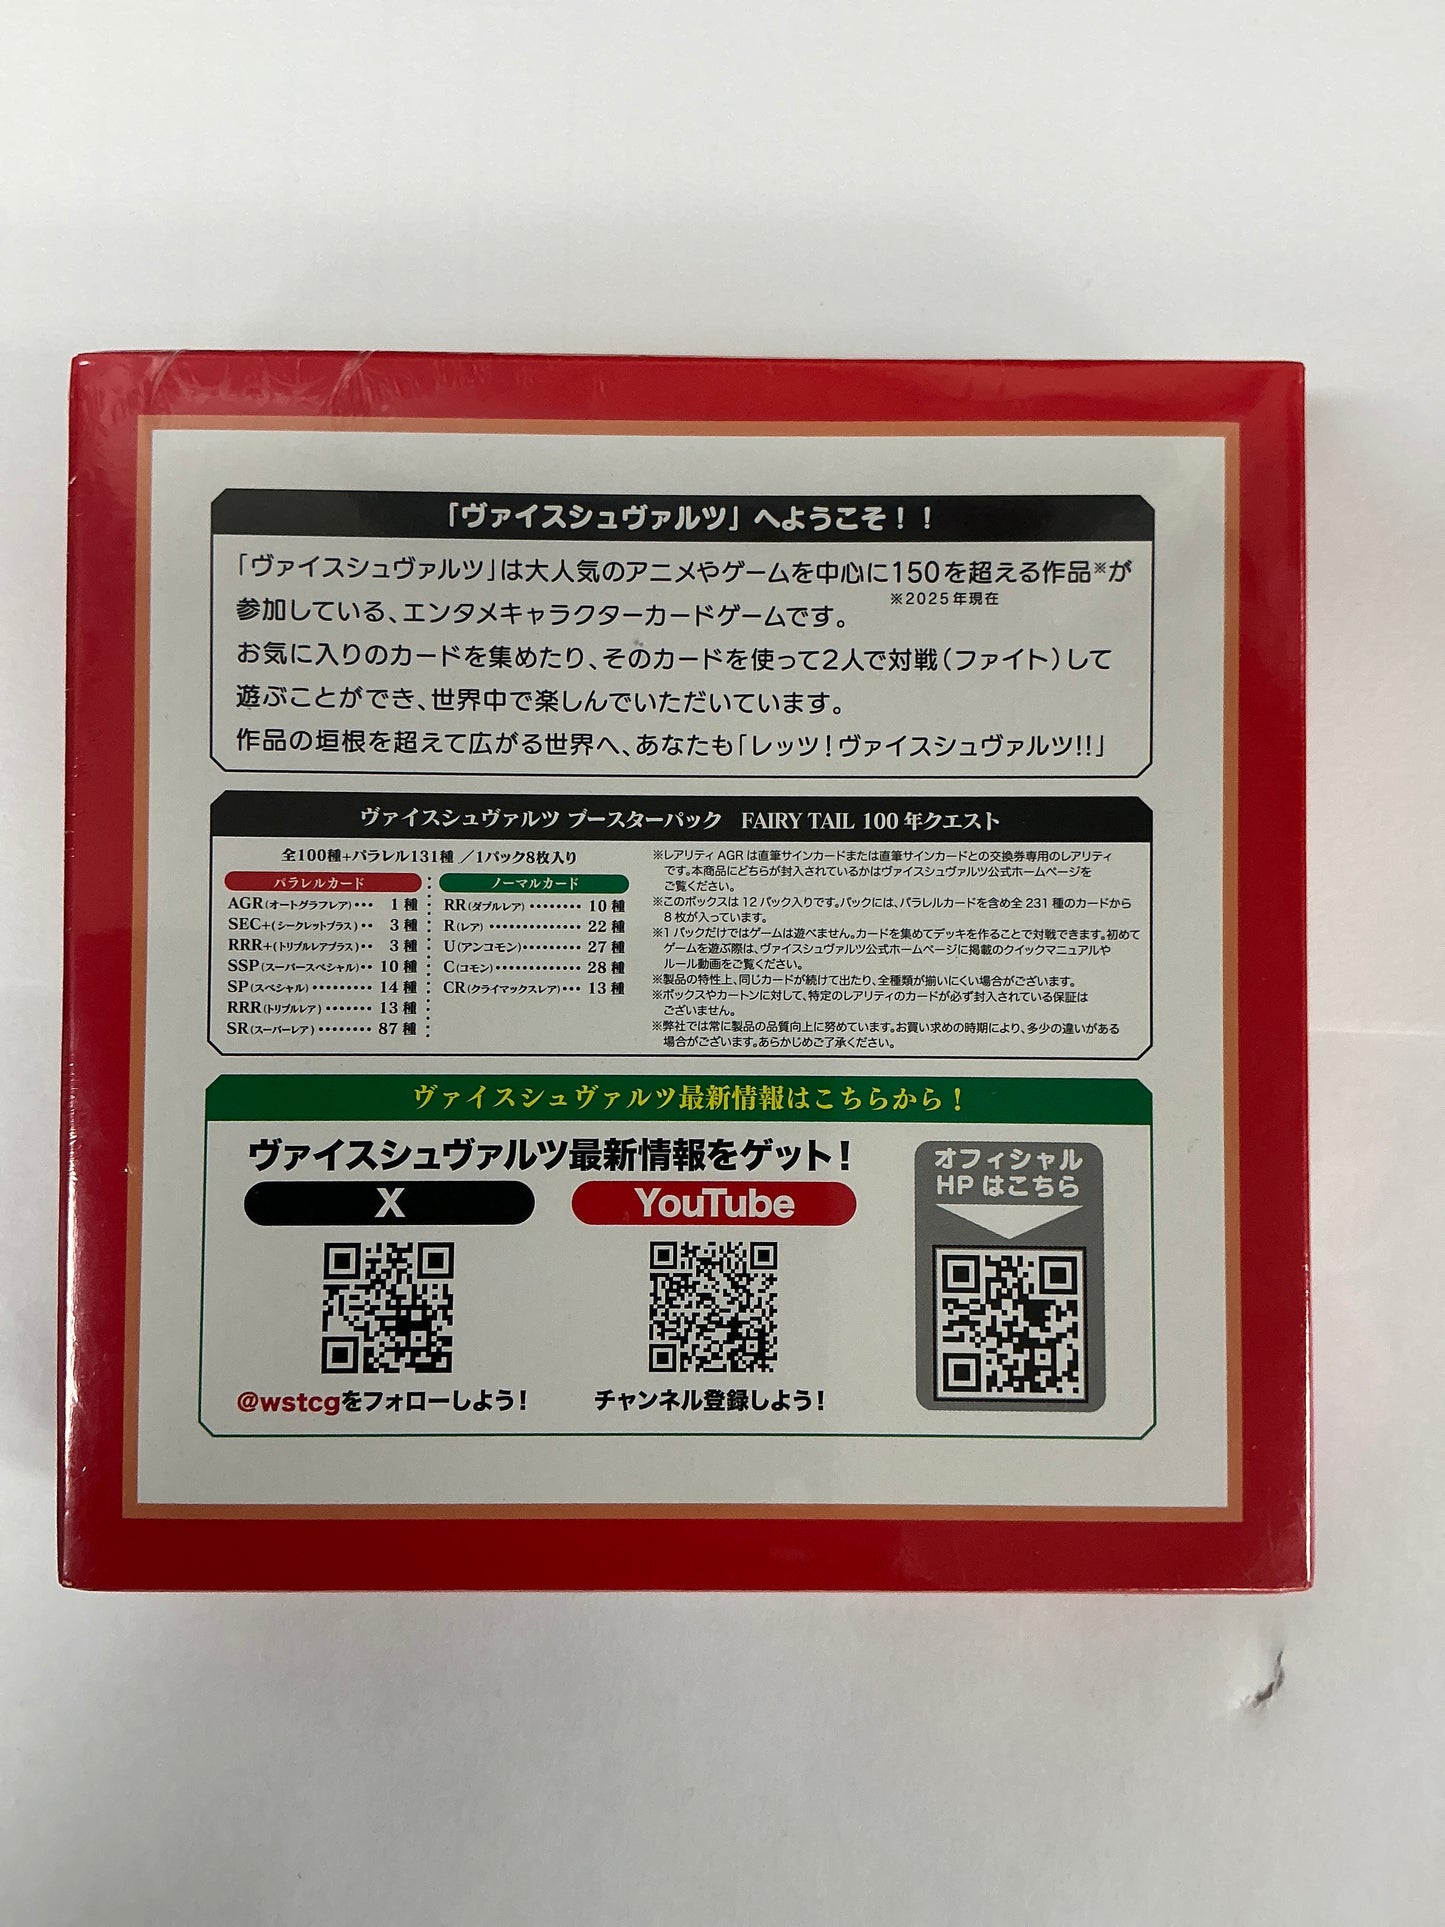 「ヴァイスシュヴァルツ」へようこそ！！
「ヴァイスシュヴァルツ」は大人気のアニメやゲームを中心に150を超える作品※が
※2025年現在
参加している、エンタメキャラクターカードゲームです。
お気に入りのカードを集めたり、そのカードを使って2人で対戦(ファイト)して
遊ぶことができ、世界中で楽しんでいただいています。
作品の垣根を超えて広がる世界へ、あなたも「レッツ！ヴァイスシュヴァルツ!!」
ヴァイスシュヴァルツ ブースターパック FAIRY TAIL 100年クエスト
全100種+パラレル131種 ／1パック8枚入り
パラレルカード
AGR(オートグラフレア)… 1種
SEC+(シークレットプラス)‥ 3種
RRR+(トリプルレアプラス)‥ 3種
SSP(スーパースペシャル)‥ 10種
SP(スペシャル)……… 14種
RRR(トリプルレア)…… 13種
SR(スーパーレア)……… 87種
ノーマルカード
RR(ダブルレア)……… 10種
R(レア)…………… 22種
U(アンコモン)……… 27種
C(コモン)………… 28種
CR(クライマックスレア)… 13種
※レアリティAGRは直筆サインカードまたは直筆サインカードとの交換券専用のレアリティ
です。本商品にどちらが封入されているかはヴァイスシュヴァルツ公式ホームページを
ご覧ください。
※このボックスは12パック入りです。パックには、パラレルカードを含め全231種のカードから
8枚が入っています。
※1パックだけではゲームは遊べません。カードを集めてデッキを作ることで対戦できます。初めて
ゲームを遊ぶ際は、ヴァイスシュヴァルツ公式ホームページに掲載のクイックマニュアルや
ルール動画をご覧ください。
※製品の特性上、同じカードが続けて出たり、全種類が揃いにくい場合がございます。
※ボックスやカートンに対して、特定のレアリティのカードが必ず封入されている保証は
ございません。
※弊社では常に製品の品質向上に努めています。お買い求めの時期により、多少の違いがある
場合がございます。あらかじめご了承ください。
ヴァイスシュヴァルツ最新情報はこちらから！
ヴァイスシュヴァルツ最新情報をゲット！
X
YouTube
@wstcgをフォローしよう！
チャンネル登録しよう！
オフィシャル
HPはこちら